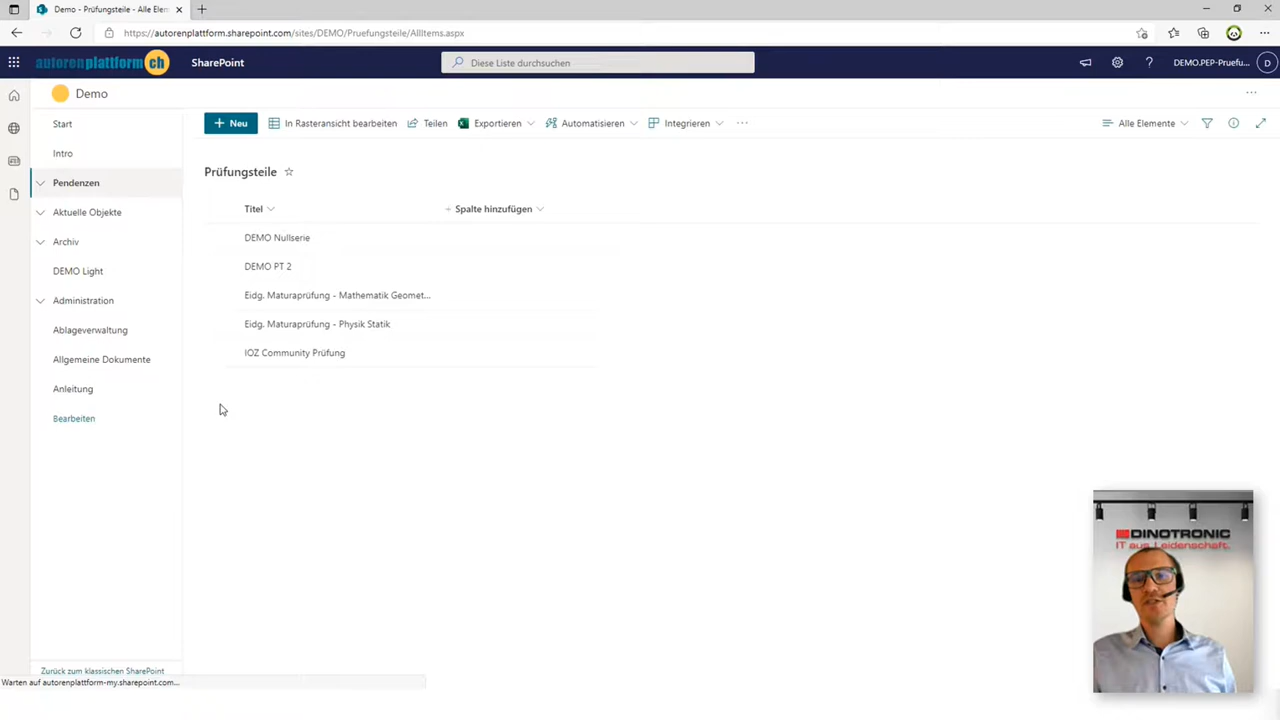 Demo - Prüfungsteile - Alle Elem
https://autorenplattform.sharepoint.com/sites/DEMO/Pruefungsteile/AllItems.aspx
autorenplattform ch SharePoint Diese Liste durchsuchen DEMO.PEP-Pruefu... D
Demo
Start
Intro
Pendenzen
Aktuelle Objekte
Archiv
DEMO Light
Administration
Ablageverwaltung
Allgemeine Dokumente
Anleitung
Bearbeiten
Zurück zum klassischen SharePoint
Warten auf autorenplattform-my.sharepoint.com...
+ Neu In Rasteransicht bearbeiten Teilen Exportieren Automatisieren Integrieren ... Alle Elemente
Prüfungsteile
Titel + Spalte hinzufügen
DEMO Nullserie
DEMO PT 2
Eidg. Maturaprüfung - Mathematik Geomet...
Eidg. Maturaprüfung - Physik Statik
IOZ Community Prüfung
DINOTRONIC
IT aus Leidenschaft.